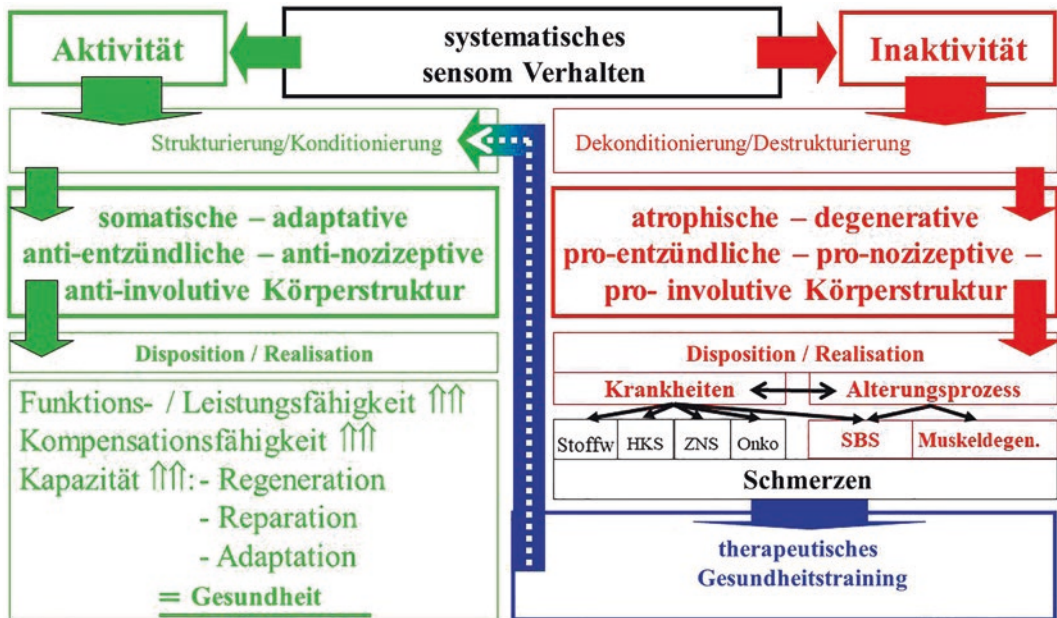 Aktivität
systematisches
sensom Verhalten
Inaktivität
Strukturierung/Konditionierung
somatische – adaptative
anti-entzündliche – anti-nozizeptive
anti-involutive Körperstruktur
Disposition / Realisation
Funktions- / Leistungsfähigkeit ⇑⇑
Kompensationsfähigkeit ⇑⇑
Kapazität ⇑⇑: - Regeneration
- Reparation
- Adaptation
= Gesundheit
Dekonditionierung/Destrukturierung
atrophische – degenerative
pro-entzündliche – pro-nozizeptive –
pro- involutive Körperstruktur
Disposition / Realisation
Krankheiten
Alterungsprozess
Stoffw
HKS
ZNS
Onko
SBS
Muskeldegen.
Schmerzen
therapeutisches
Gesundheitstraining